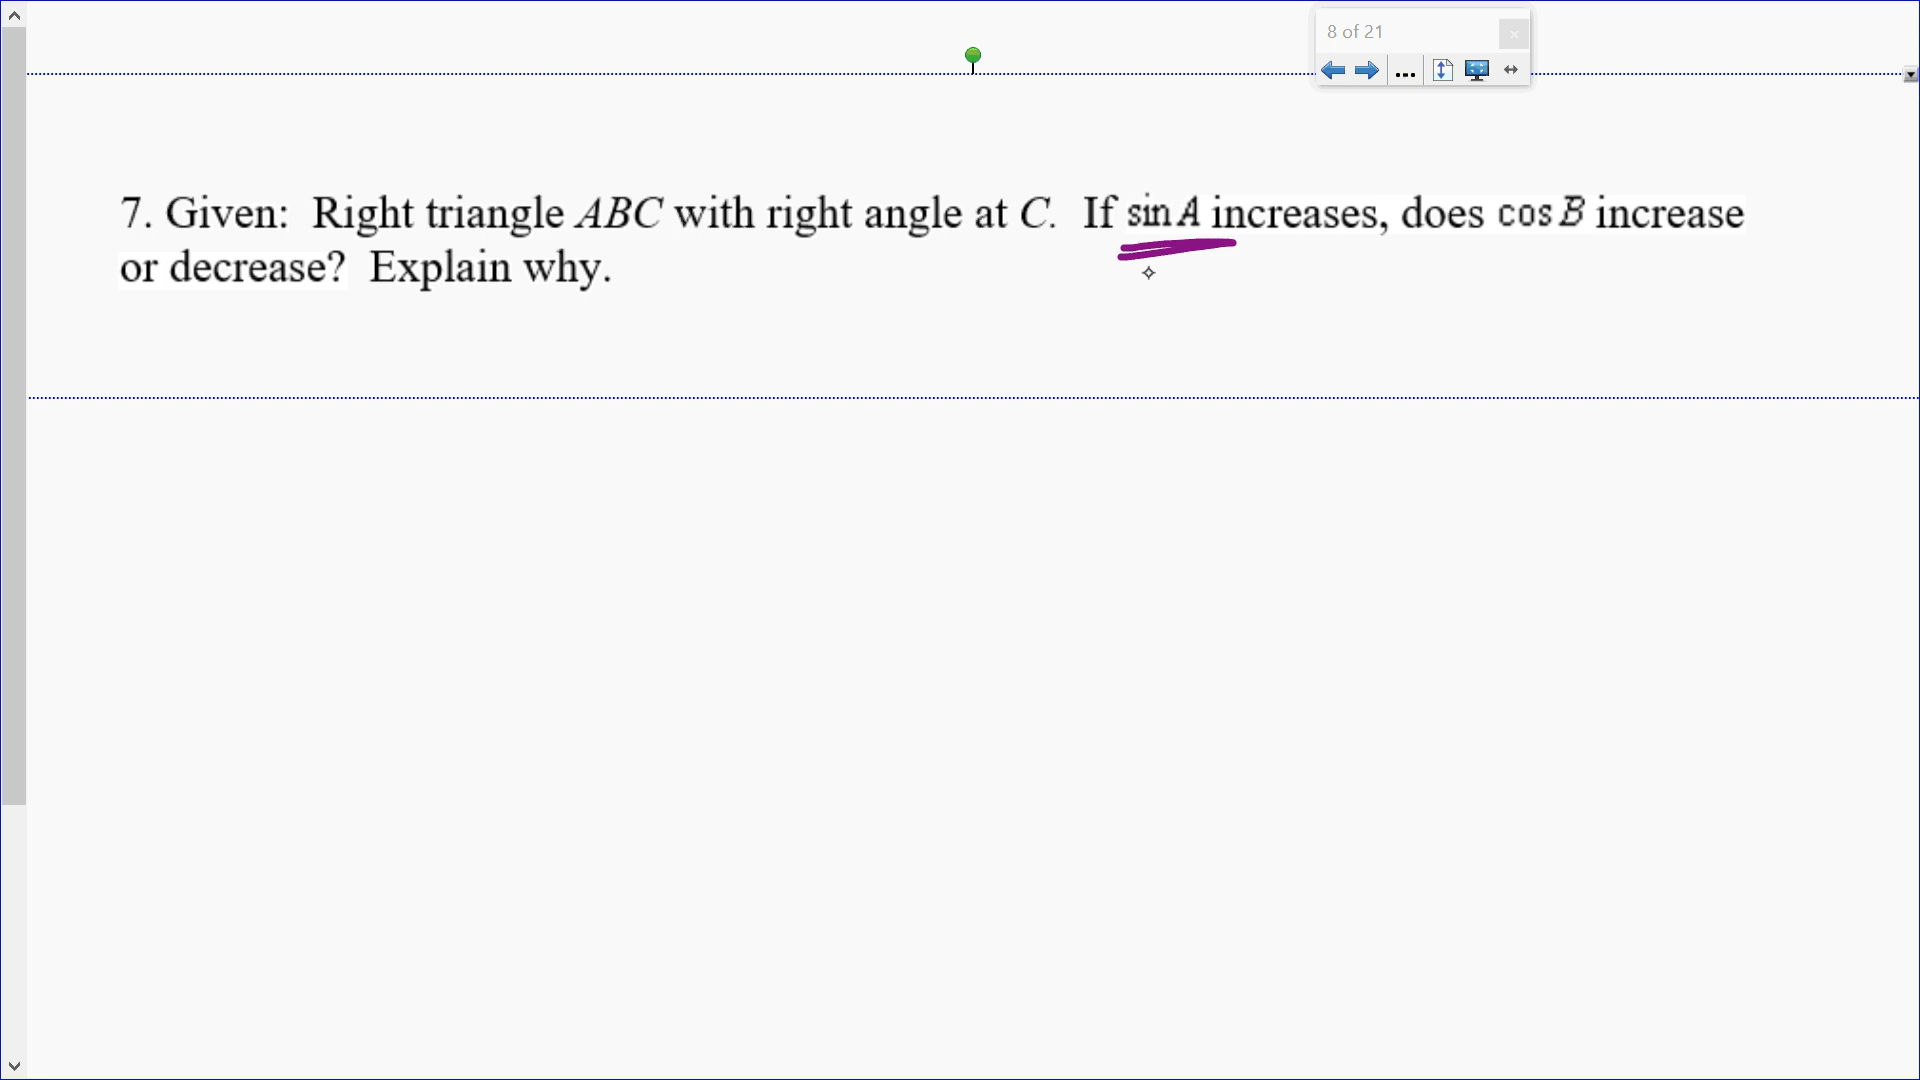 8 of 21
7. Given: Right triangle ABC with right angle at C. If sin A increases, does cos B increase
or decrease? Explain why.